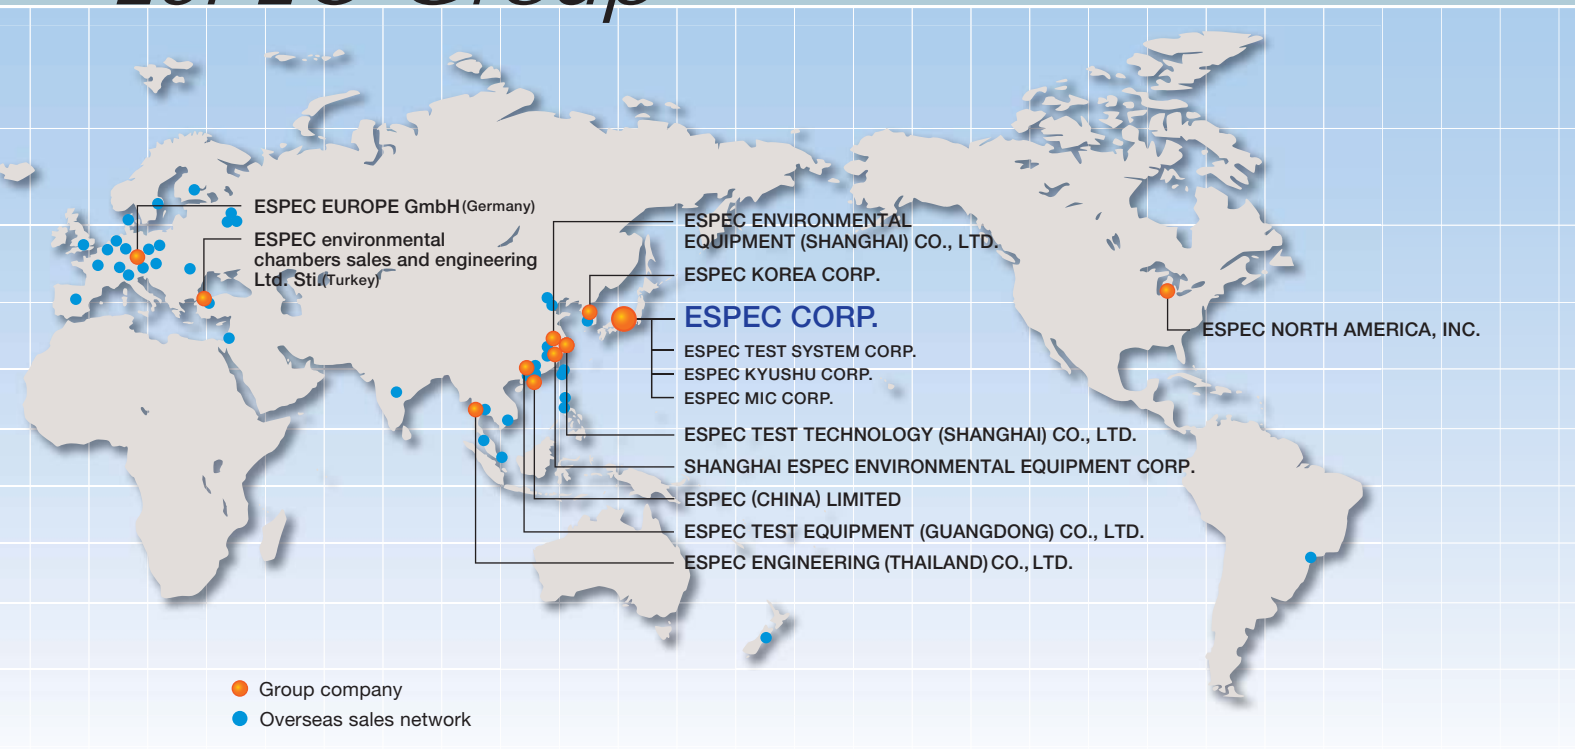 ESPEC Group
ESPEC EUROPE GmbH (Germany)
ESPEC environmental
chambers sales and engineering
Ltd. Sti.(Turkey)
ESPEC ENVIRONMENTAL
EQUIPMENT (SHANGHAI) CO., LTD.
ESPEC KOREA CORP.
ESPEC CORP.
ESPEC TEST SYSTEM CORP.
ESPEC KYUSHU CORP.
ESPEC MIC CORP.
ESPEC NORTH AMERICA, INC.
ESPEC TEST TECHNOLOGY (SHANGHAI) CO., LTD.
SHANGHAI ESPEC ENVIRONMENTAL EQUIPMENT CORP.
ESPEC (CHINA) LIMITED
ESPEC TEST EQUIPMENT (GUANGDONG) CO., LTD.
ESPEC ENGINEERING (THAILAND) CO., LTD.
Group company
Overseas sales network